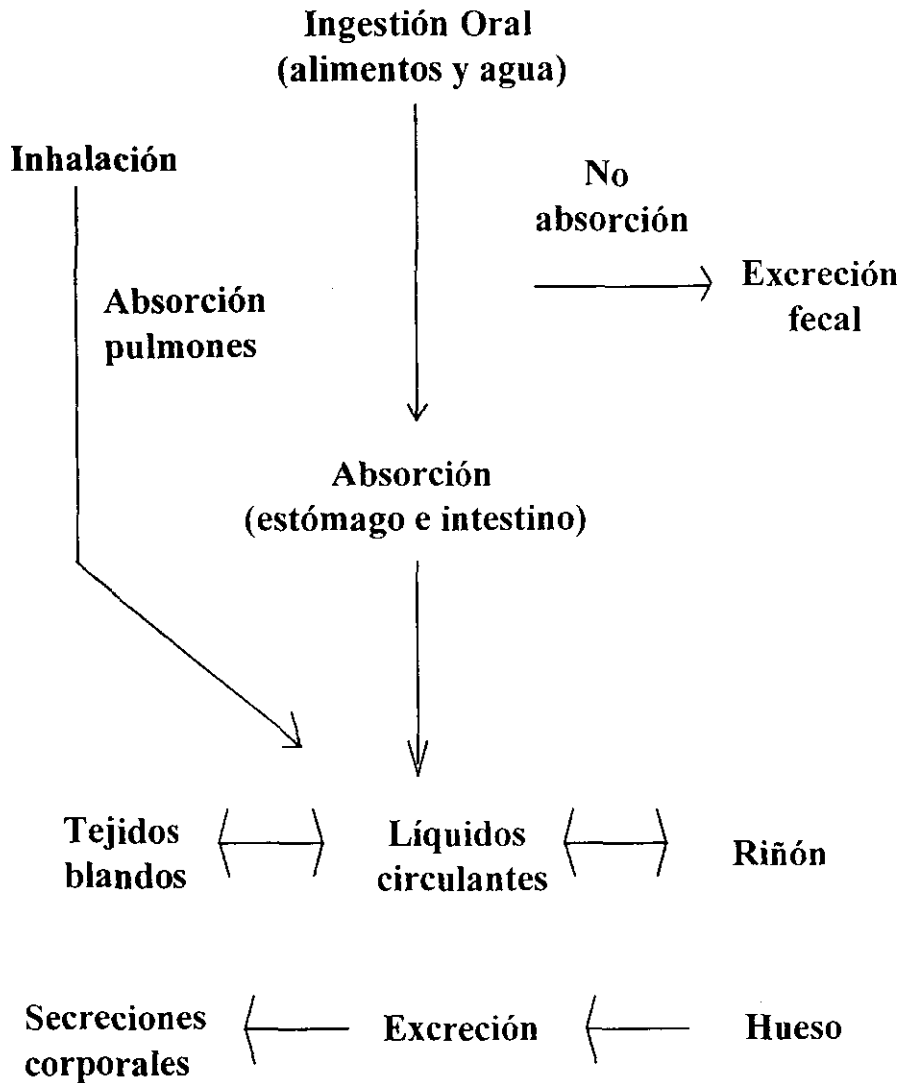 Ingestión Oral
(alimentos y agua)
Inhalación
No
absorción
Excreción
fecal
Absorción
pulmones
Absorción
(estómago e intestino)
Tejidos
blandos
Líquidos
circulantes
Riñón
Secreciones
corporales
Excreción
Hueso